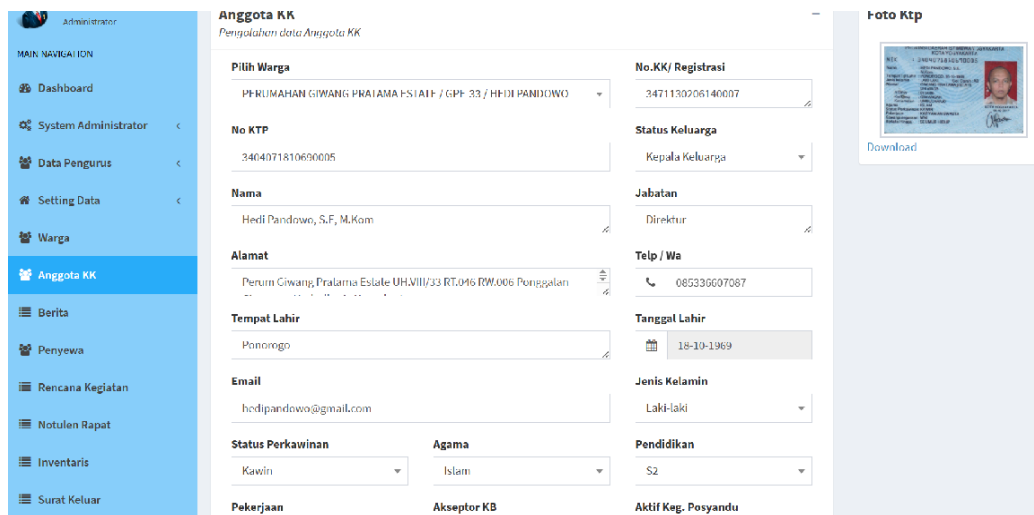 Administrator
MAIN NAVIGATION
Dashboard
System Administrator
Data Pengurus
Setting Data
Warga
Anggota KK
Berita
Penyewa
Rencana Kegiatan
Notulen Rapat
Inventaris
Surat Keluar
Anggota KK
Pengolahan data Anggota KK
Pilih Warga
PERUMAHAN GIWANG PRATAMA ESTATE / GPE 33 / HEDI PANDOWO
No.KK/ Registrasi
3471130206140007
No KTP
3404071810690005
Status Keluarga
Kepala Keluarga
Nama
Hedi Pandowo, S.E, M.Kom
Jabatan
Direktur
Alamat
Perum Giwang Pratama Estate UH.VIII/33 RT.046 RW.006 Ponggalan
Telp / Wa
085336607087
Tempat Lahir
Ponorogo
Tanggal Lahir
18-10-1969
Email
hedipandowo@gmail.com
Jenis Kelamin
Laki-laki
Status Perkawinan
Agama
Pendidikan
Kawin
Islam
S2
Pekerjaan
Akseptor KB
Aktif Keg. Posyandu
Foto Ktp
Download